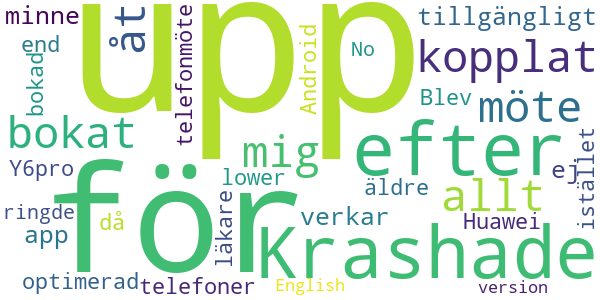 minne
åt
upp
tillgängligt
end
No
kopplat
bokad
telefonmöte
Android
Blev
möte
bokat
mig
efter
Y6pro
lower
ej
istället
för
äldre
allt
ringde
då
läkare
verkar
Huawei
app
Krashade
optimerad
telefoner
English
version